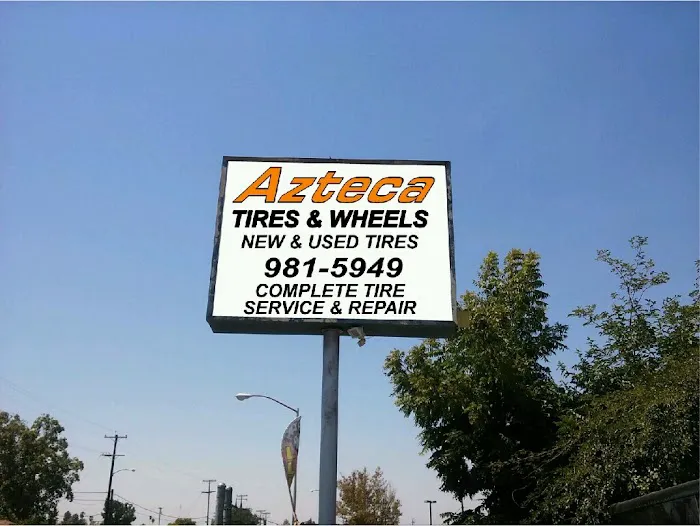 Azteca
TIRES & WHEELS
NEW & USED TIRES
981-5949
COMPLETE TIRE
SERVICE & REPAIR